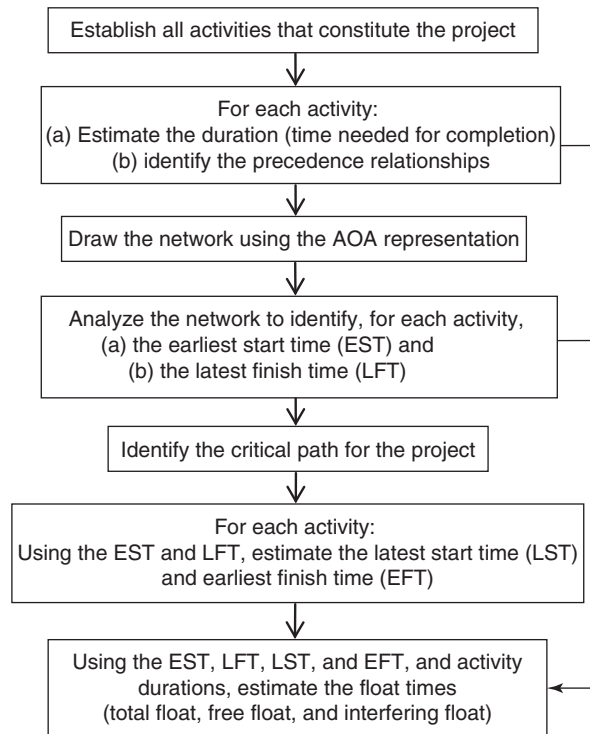 Establish all activities that constitute the project
For each activity:
(a) Estimate the duration (time needed for completion)
(b) identify the precedence relationships
Draw the network using the AOA representation
Analyze the network to identify, for each activity,
(a) the earliest start time (EST) and
(b) the latest finish time (LFT)
Identify the critical path for the project
For each activity:
Using the EST and LFT, estimate the latest start time (LST)
and earliest finish time (EFT)
Using the EST, LFT, LST, and EFT, and activity
durations, estimate the float times
(total float, free float, and interfering float)